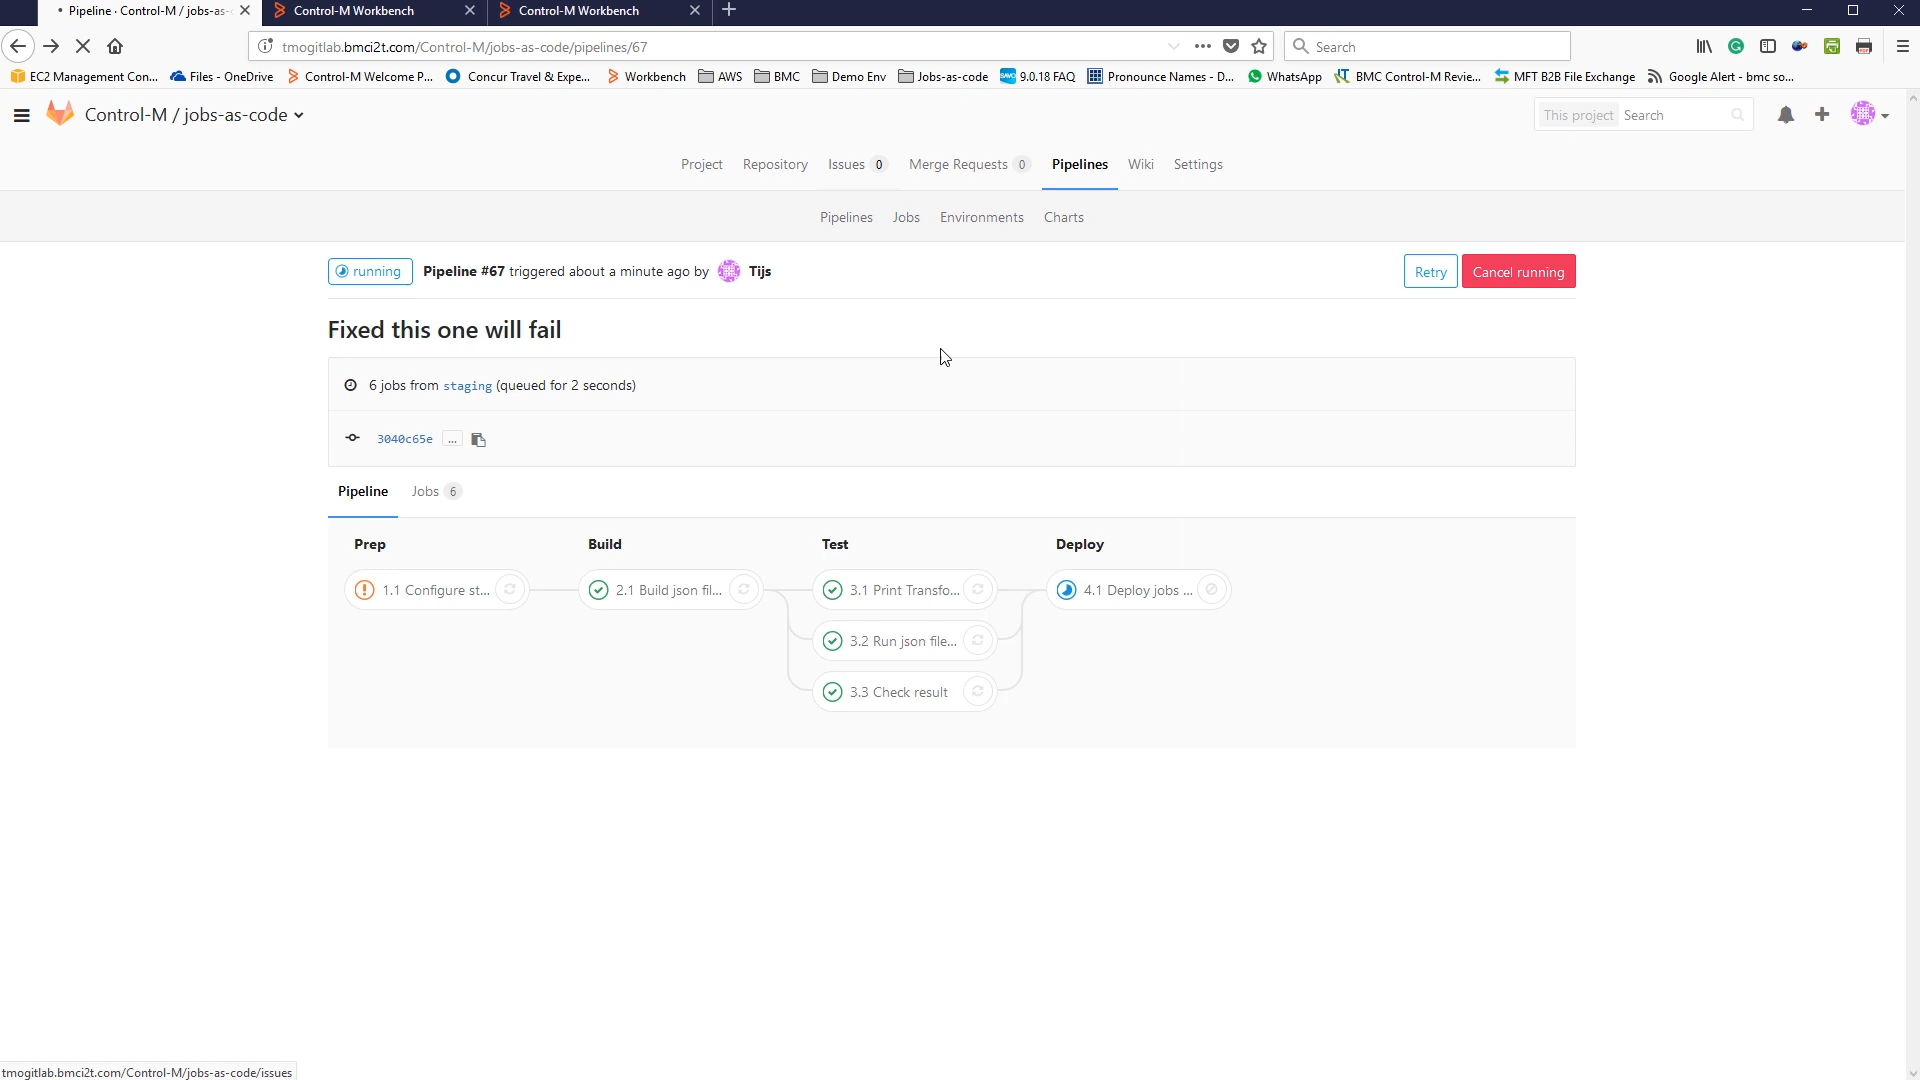 Pipeline · Control-M / jobs-as-
Control-M Workbench
Control-M Workbench
tmogitlab.bmci2t.com/Control-M/jobs-as-code/pipelines/67
Search
EC2 Management Con... Files - OneDrive Control-M Welcome P... Concur Travel & Expe... Workbench AWS BMC Demo Env Jobs-as-code 9.0.18 FAQ Pronounce Names - D... WhatsApp BMC Control-M Revie... MFT B2B File Exchange Google Alert - bmc so...
Control-M / jobs-as-code
This project Search
Project Repository Issues 0 Merge Requests 0 Pipelines Wiki Settings
Pipelines Jobs Environments Charts
running Pipeline #67 triggered about a minute ago by Tijs
Retry Cancel running
Fixed this one will fail
6 jobs from staging (queued for 2 seconds)
3040c65e ...
Pipeline Jobs 6
Prep Build Test Deploy
1.1 Configure st... 2.1 Build json fil... 3.1 Print Transfo... 4.1 Deploy jobs ...
3.2 Run json file...
3.3 Check result
tmogitlab.bmci2t.com/Control-M/jobs-as-code/issues